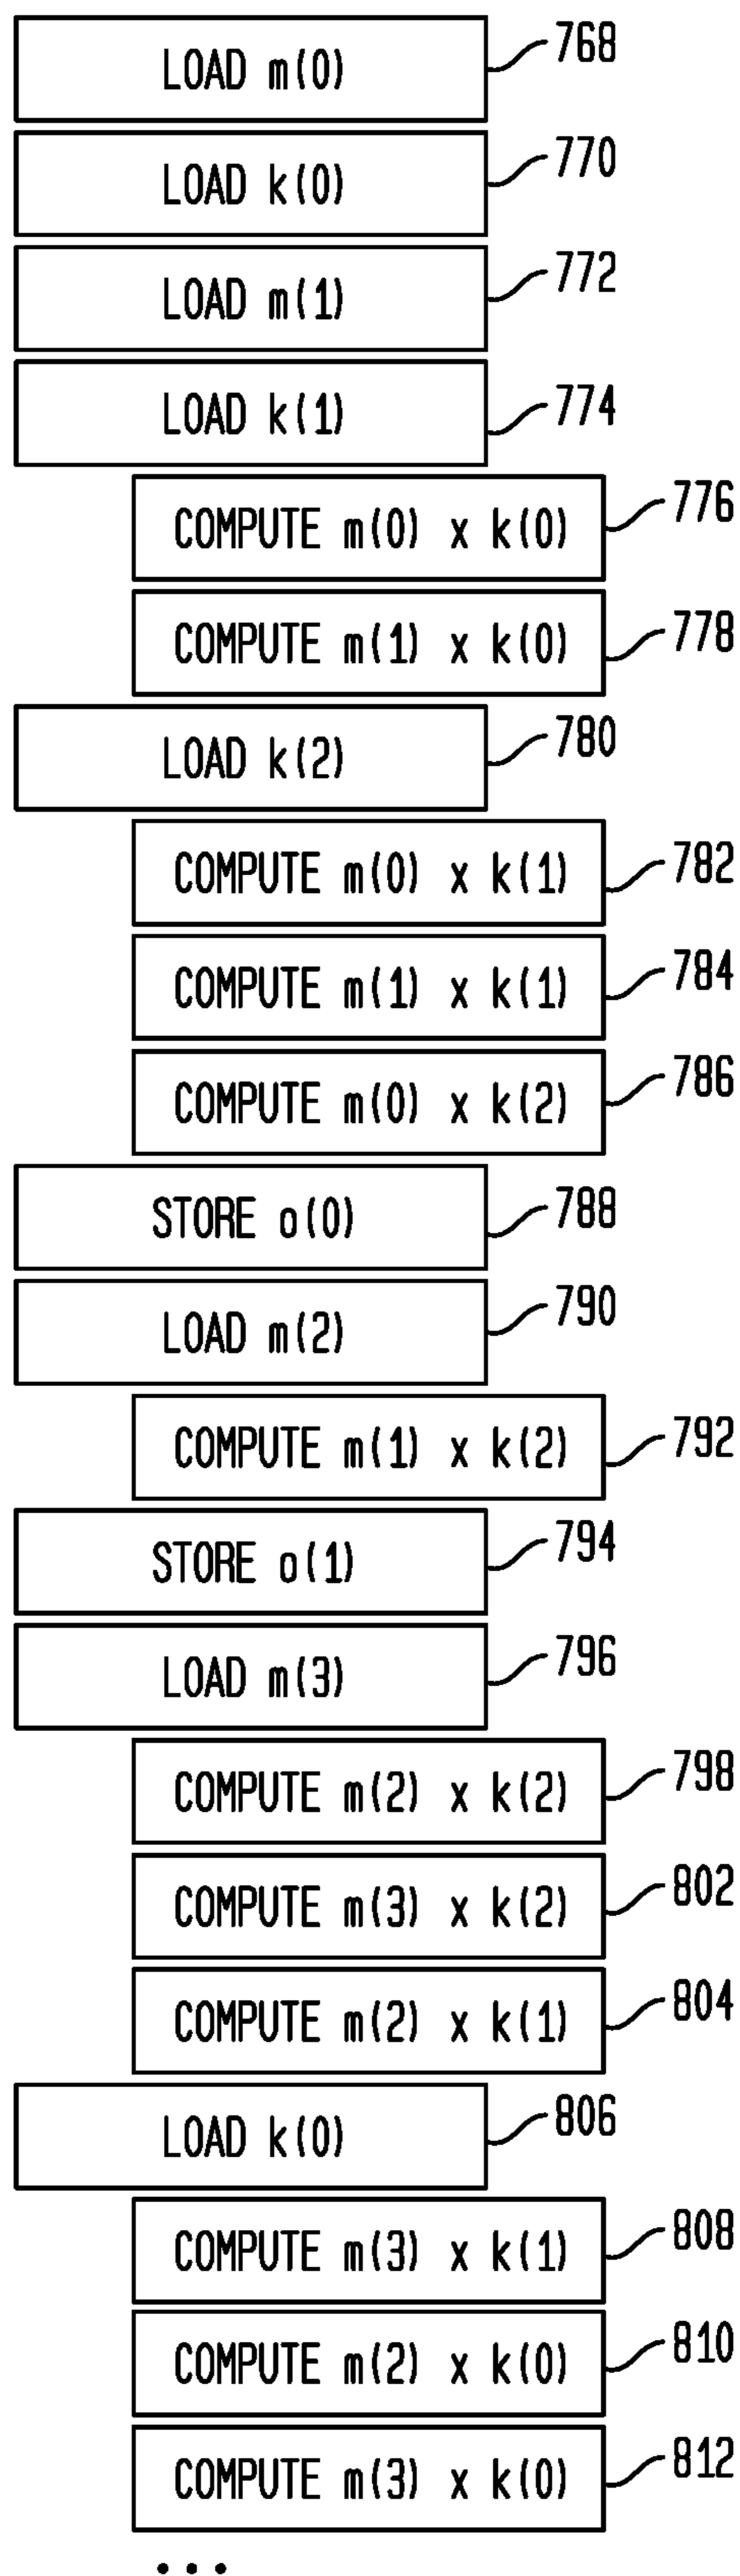 LOAD m(0) 768
LOAD k(0) 770
LOAD m(1) 772
LOAD k(1) 774
COMPUTE m(0) x k(0) 776
COMPUTE m(1) x k(0) 778
LOAD k(2) 780
COMPUTE m(0) x k(1) 782
COMPUTE m(1) x k(1) 784
COMPUTE m(0) x k(2) 786
STORE o(0) 788
LOAD m(2) 790
COMPUTE m(1) x k(2) 792
STORE o(1) 794
LOAD m(3) 796
COMPUTE m(2) x k(2) 798
COMPUTE m(3) x k(2) 802
COMPUTE m(2) x k(1) 804
LOAD k(0) 806
COMPUTE m(3) x k(1) 808
COMPUTE m(2) x k(0) 810
COMPUTE m(3) x k(0) 812
...